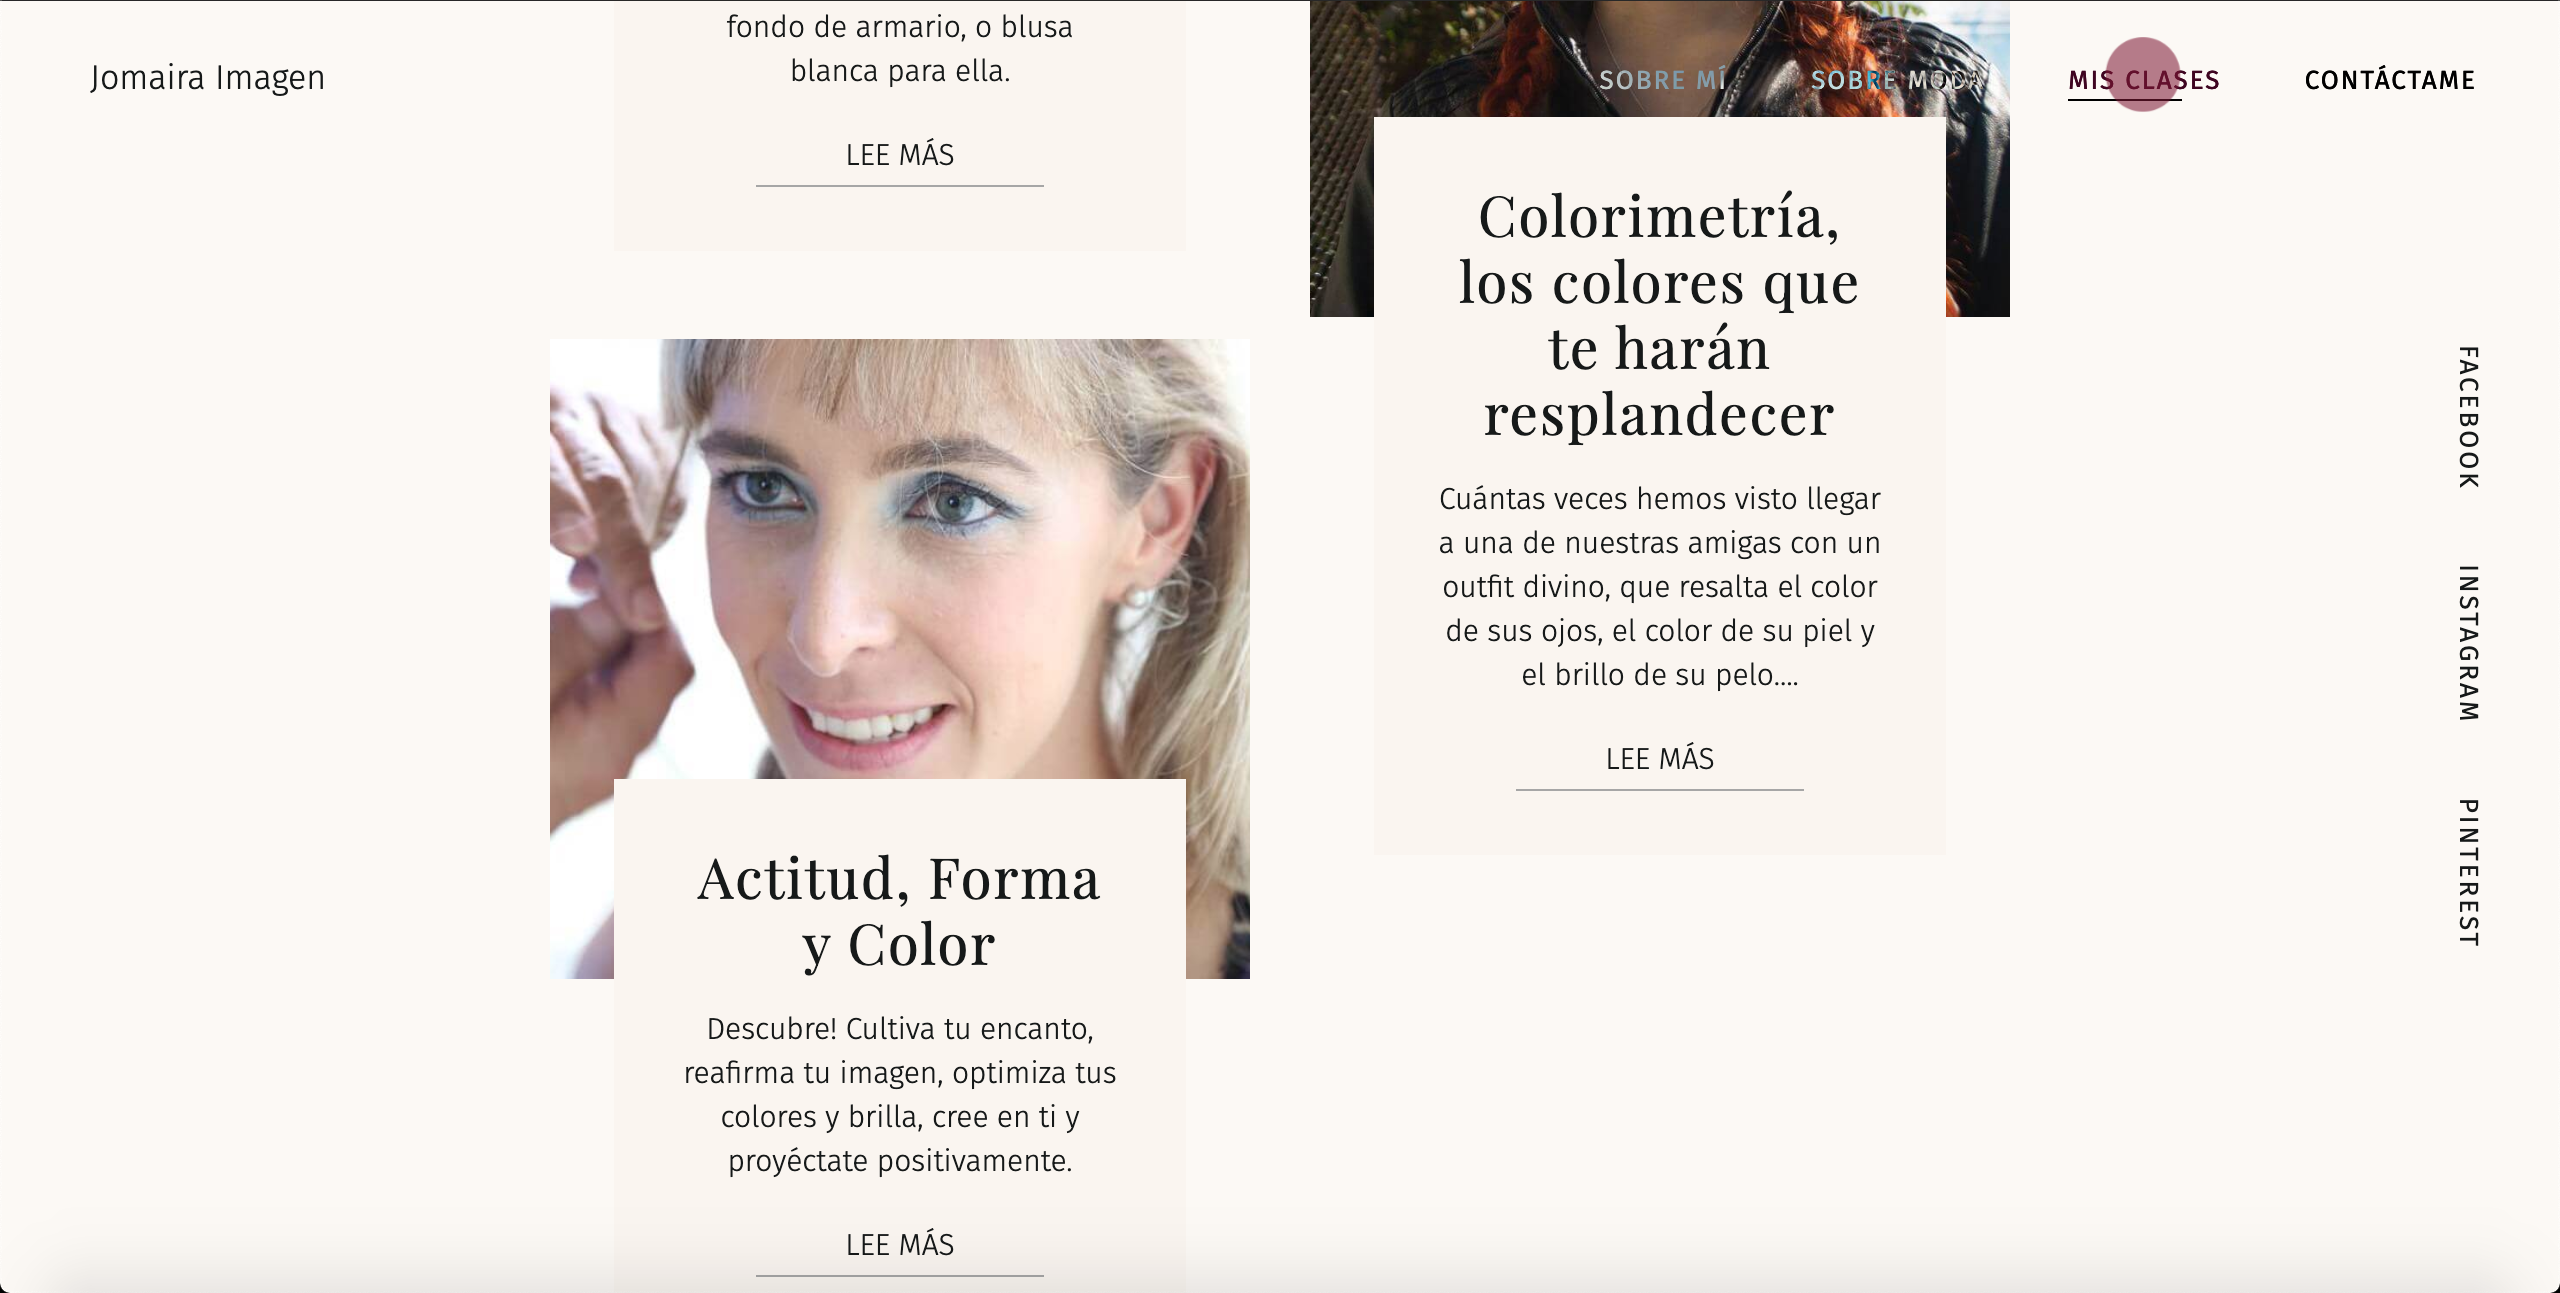 Jomaira Imagen
SOBRE MÍ
SOBRE MODA
MIS CLASES
CONTÁCTAME
fondo de armario, o blusa
blanca para ella.
LEE MÁS
Colorimetría,
los colores que
te harán
resplandecer
Cuántas veces hemos visto llegar
a una de nuestras amigas con un
outfit divino, que resalta el color
de sus ojos, el color de su piel y
el brillo de su pelo....
LEE MÁS
Actitud, Forma
y Color
Descubre! Cultiva tu encanto,
reafirma tu imagen, optimiza tus
colores y brilla, cree en ti y
proyéctate positivamente.
LEE MÁS
FACEBOOK
INSTAGRAM
PINTEREST